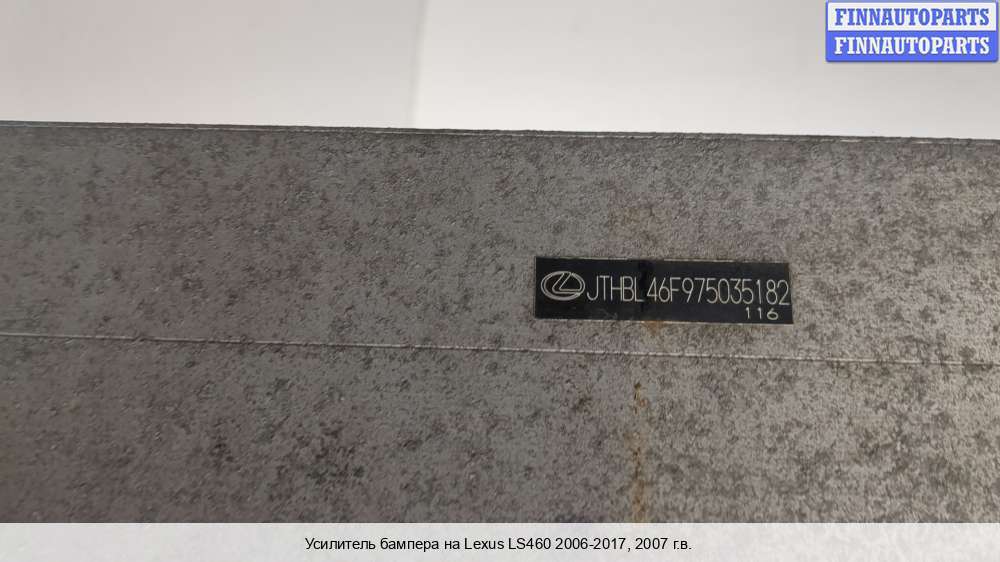 FINNAUTOPARTS
FINNAUTOPARTS
JTHBL46F975035182
116
Усилитель бампера на Lexus LS460 2006-2017, 2007 г.в.